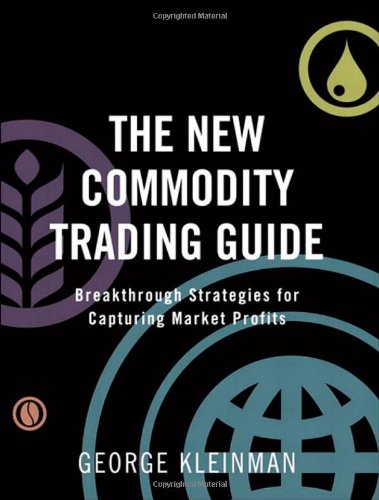 Copyrighted Material
THE NEW
COMMODITY
TRADING GUIDE
Breakthrough Strategies for
Capturing Market Profits
GEORGE KLEINMAN
Copyrighted Material